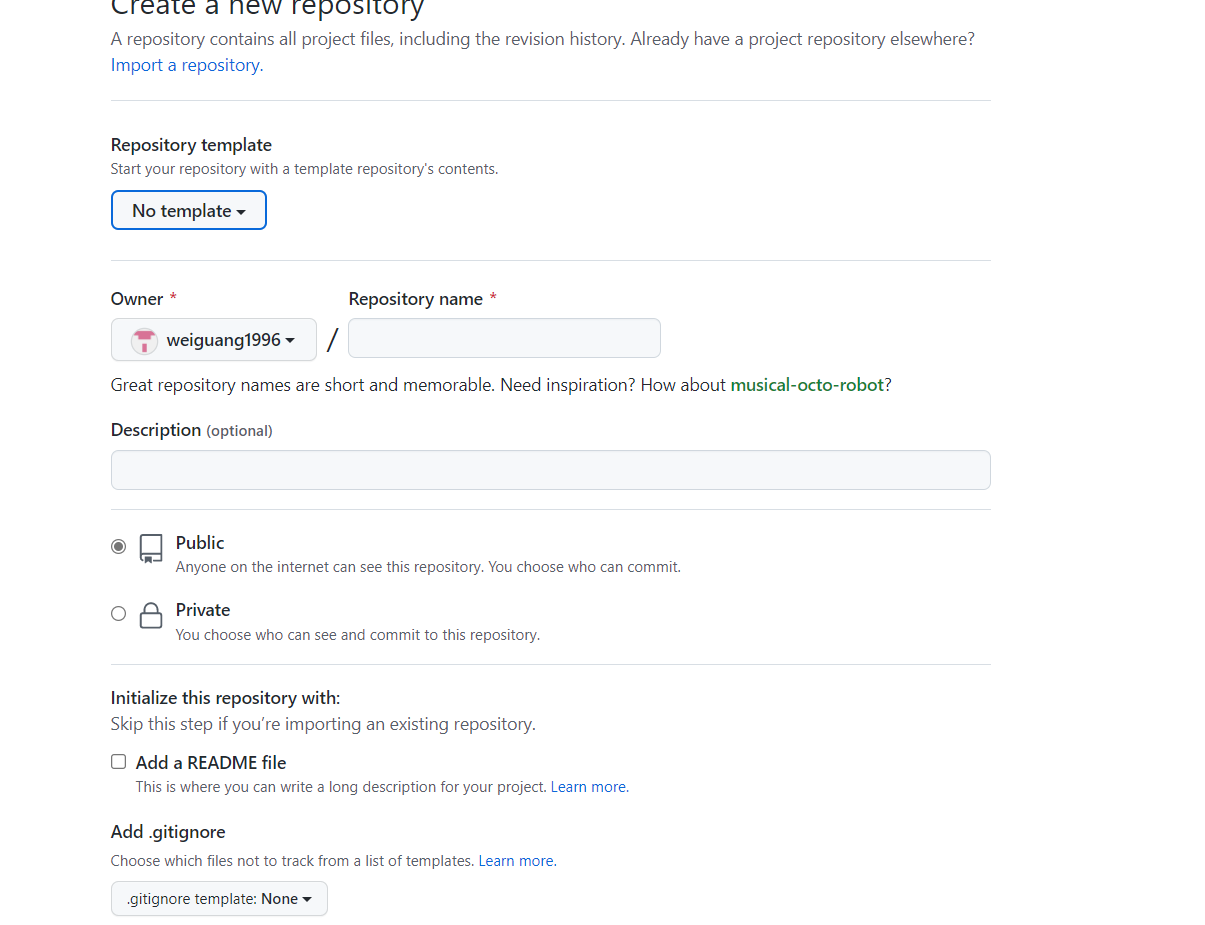 Create a new repository
A repository contains all project files, including the revision history. Already have a project repository elsewhere?
Import a repository.
Repository template
Start your repository with a template repository's contents.
No template
Owner *
Repository name *
weiguang1996
/
Great repository names are short and memorable. Need inspiration? How about musical-octo-robot?
Description (optional)
Public
Anyone on the internet can see this repository. You choose who can commit.
Private
You choose who can see and commit to this repository.
Initialize this repository with:
Skip this step if you’re importing an existing repository.
Add a README file
This is where you can write a long description for your project. Learn more.
Add .gitignore
Choose which files not to track from a list of templates. Learn more.
.gitignore template: None